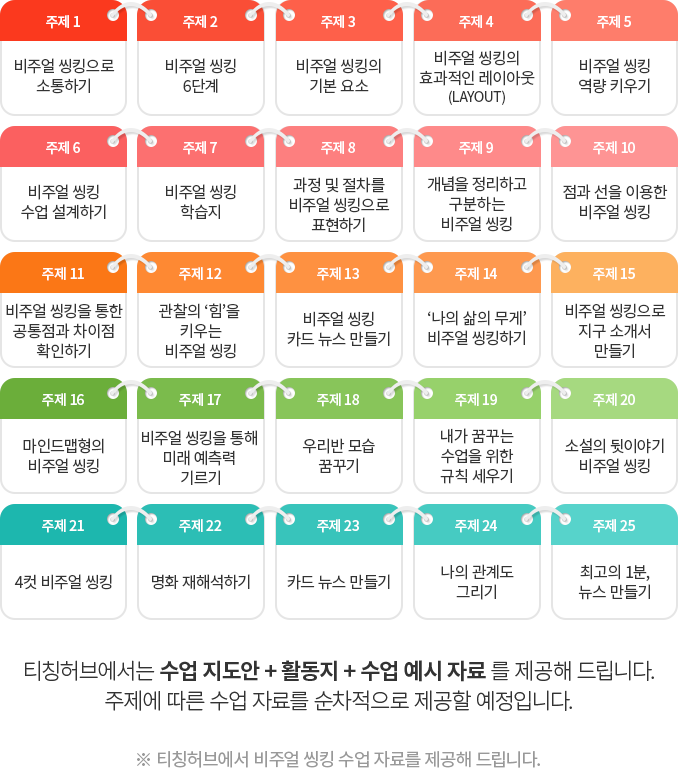 주제 1
비주얼 씽킹으로
소통하기
주제 2
비주얼 씽킹
6단계
주제 3
비주얼 씽킹의
기본 요소
주제 4
비주얼 씽킹의
효과적인 레이아웃
(LAYOUT)
주제 5
비주얼 씽킹
역량 키우기
주제 6
비주얼 씽킹
수업 설계하기
주제 7
비주얼 씽킹
학습지
주제 8
과정 및 절차를
비주얼 씽킹으로
표현하기
주제 9
개념을 정리하고
구분하는
비주얼 씽킹
주제 10
점과 선을 이용한
비주얼 씽킹
주제 11
비주얼 씽킹을 통한
공통점과 차이점
확인하기
주제 12
관찰의 ‘힘’을
키우는
비주얼 씽킹
주제 13
비주얼 씽킹
카드 뉴스 만들기
주제 14
‘나의 삶의 무게’
비주얼 씽킹하기
주제 15
비주얼 씽킹으로
지구 소개서
만들기
주제 16
마인드맵형의
비주얼 씽킹
주제 17
비주얼 씽킹을 통해
미래 예측력
기르기
주제 18
우리반 모습
꿈꾸기
주제 19
내가 꿈꾸는
수업을 위한
규칙 세우기
주제 20
소설의 뒷이야기
비주얼 씽킹
주제 21
4컷 비주얼 씽킹
주제 22
명화 재해석하기
주제 23
카드 뉴스 만들기
주제 24
나의 관계도
그리기
주제 25
최고의 1분,
뉴스 만들기
티칭허브에서는 수업 지도안 + 활동지 + 수업 예시 자료 를 제공해 드립니다.
주제에 따른 수업 자료를 순차적으로 제공할 예정입니다.
※ 티칭허브에서 비주얼 씽킹 수업 자료를 제공해 드립니다.